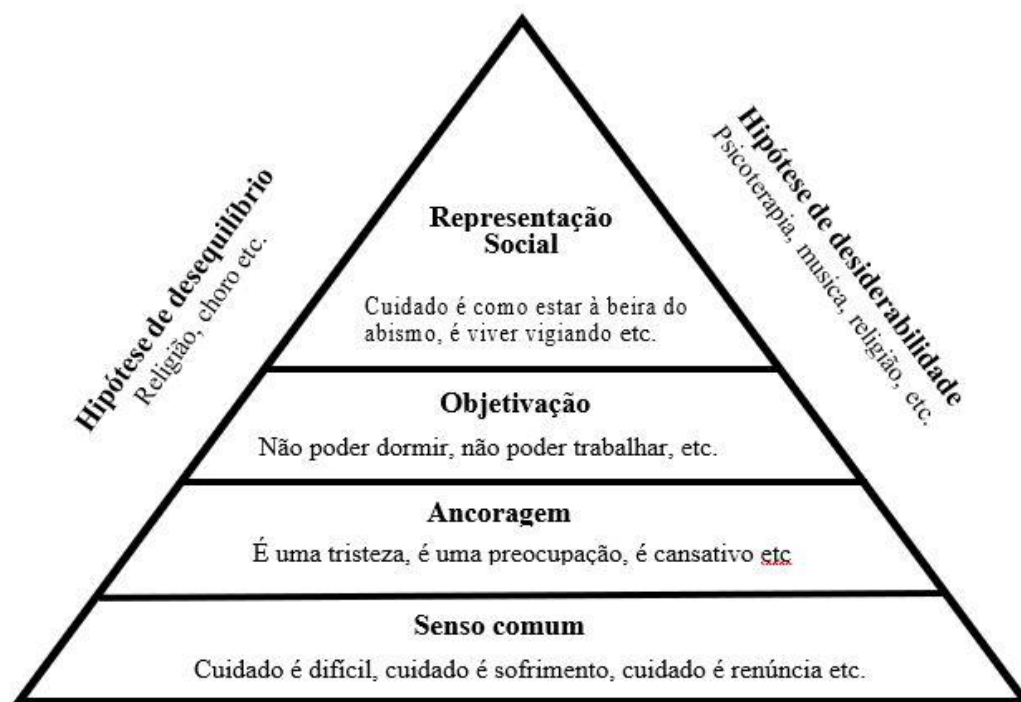 Hipótese de desequilíbrio
Religião, choro etc.
Hipótese de desiderabilidade
Psicoterapia, musica, religião, etc.
Representação
Social
Cuidado é como estar à beira do
abismo, é viver vigiando etc.
Objetivação
Não poder dormir, não poder trabalhar, etc.
Ancoragem
É uma tristeza, é uma preocupação, é cansativo etc
Senso comum
Cuidado é difícil, cuidado é sofrimento, cuidado é renúncia etc.